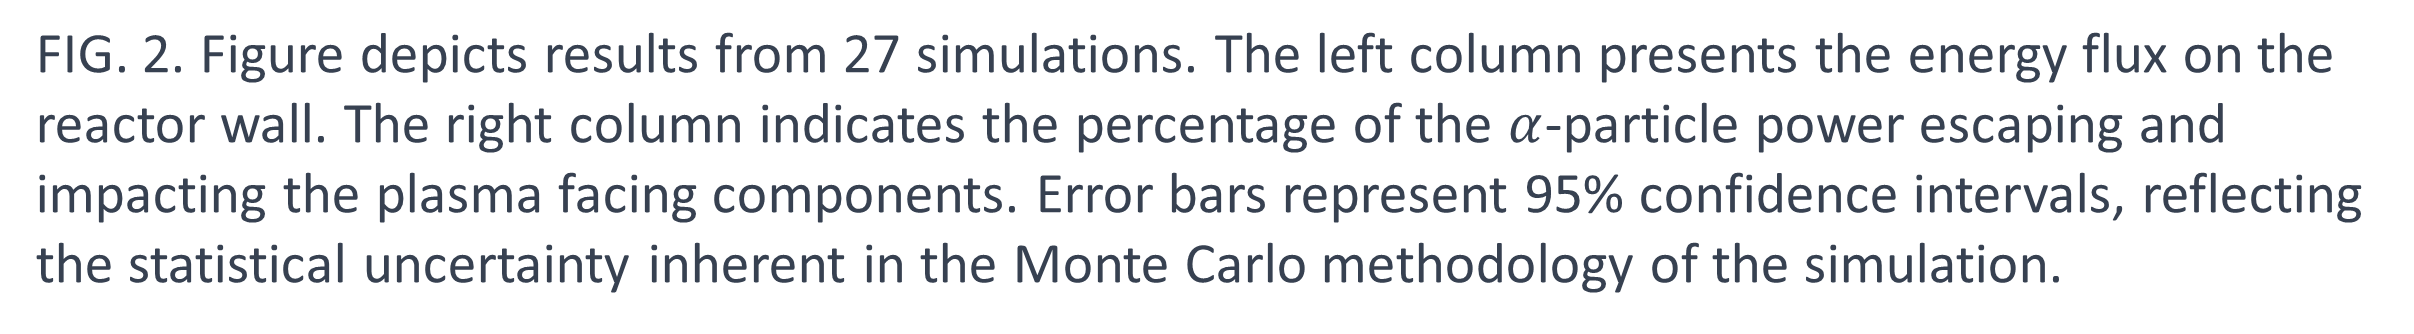 FIG. 2. Figure depicts results from 27 simulations. The left column presents the energy flux on the
reactor wall. The right column indicates the percentage of the 𝛼-particle power escaping and
impacting the plasma facing components. Error bars represent 95% confidence intervals, reflecting
the statistical uncertainty inherent in the Monte Carlo methodology of the simulation.